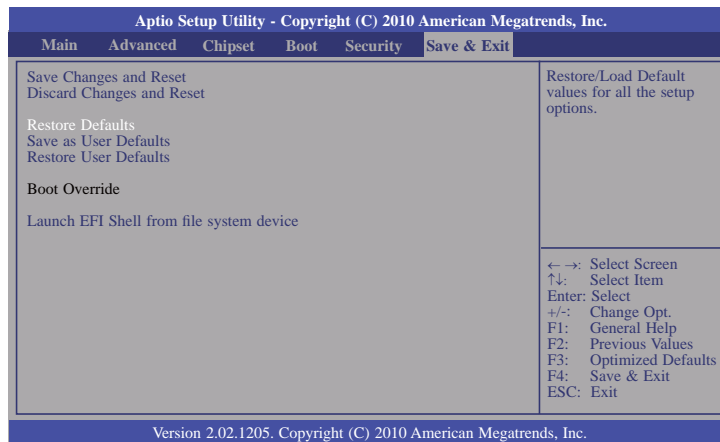 Aptio Setup Utility - Copyright (C) 2010 American Megatrends, Inc.
Main Advanced Chipset Boot Security Save & Exit
Save Changes and Reset
Discard Changes and Reset
Restore Defaults
Save as User Defaults
Restore User Defaults
Boot Override
Launch EFI Shell from file system device
Restore/Load Default
values for all the setup
options.
← →: Select Screen
↑↓: Select Item
Enter: Select
+/-: Change Opt.
F1: General Help
F2: Previous Values
F3: Optimized Defaults
F4: Save & Exit
ESC: Exit
Version 2.02.1205. Copyright (C) 2010 American Megatrends, Inc.